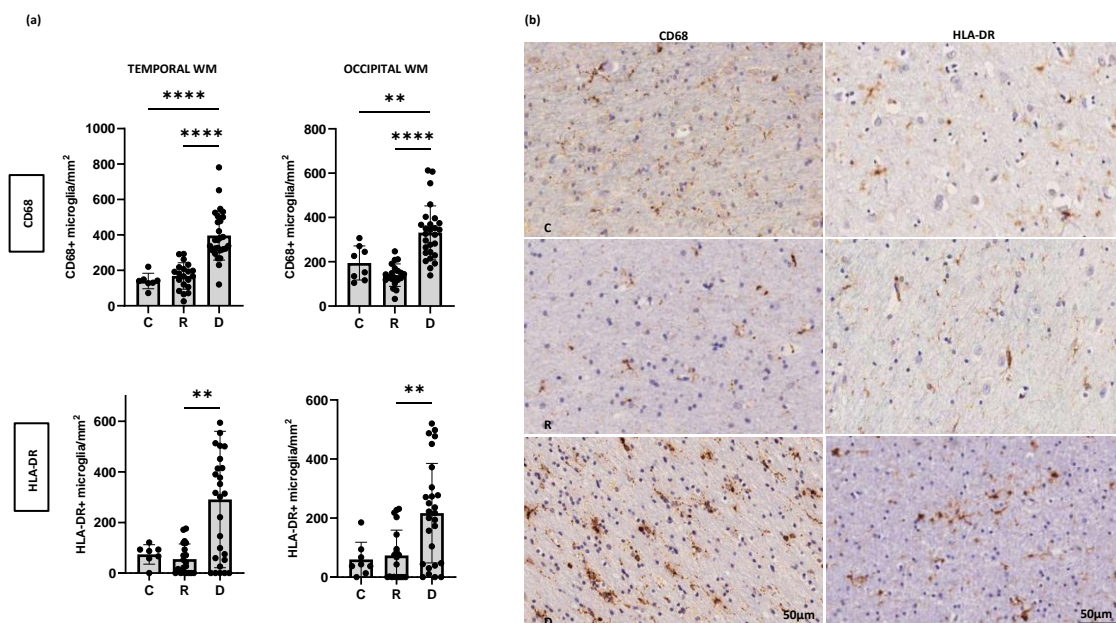 (a)
TEMPORAL WM
OCCIPITAL WM
CD68
CD68+ microglia/mm²
1000
800
600
400
200
0
****
****
C R D
CD68+ microglia/mm²
800
600
400
200
0
**
****
C R D
HLA-DR
HLA-DR+ microglia/mm²
600
400
200
0
**
C R D
HLA-DR+ microglia/mm²
600
400
200
0
**
C R D
(b)
CD68
HLA-DR
C
R
D
50µm
50µm